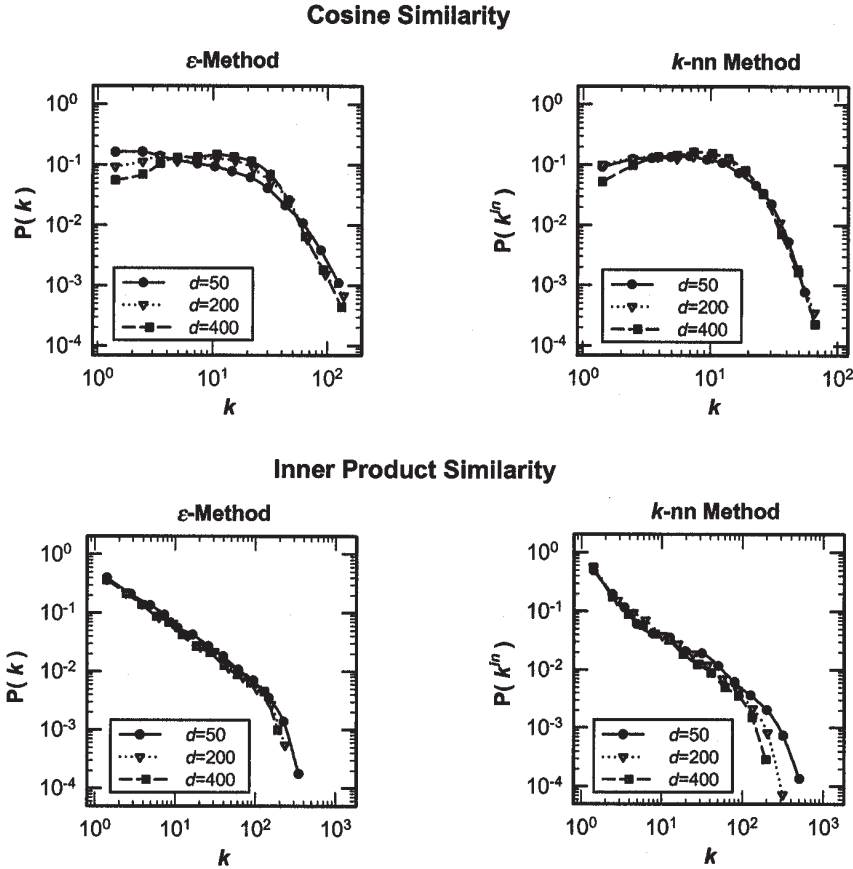 Cosine Similarity
ε-Method
P( k )
10⁰
10⁻¹
10⁻²
10⁻³
10⁻⁴
d=50
d=200
d=400
10⁰ 10¹ 10²
k
k-nn Method
P( kⁱⁿ )
10⁰
10⁻¹
10⁻²
10⁻³
10⁻⁴
d=50
d=200
d=400
10⁰ 10¹ 10²
k
Inner Product Similarity
ε-Method
P( k )
10⁰
10⁻¹
10⁻²
10⁻³
10⁻⁴
d=50
d=200
d=400
10⁰ 10¹ 10² 10³
k
k-nn Method
P( kⁱⁿ )
10⁰
10⁻¹
10⁻²
10⁻³
10⁻⁴
d=50
d=200
d=400
10⁰ 10¹ 10² 10³
k